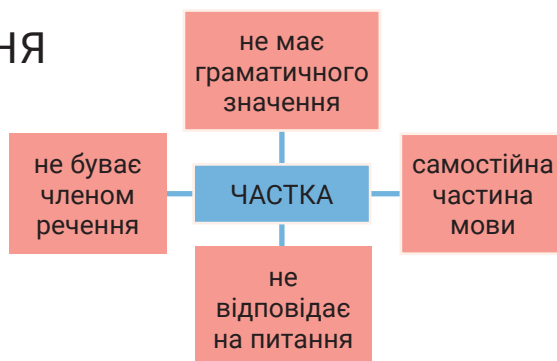 ня
не має
граматичного
значення
не буває
членом
речення
ЧАСТКА
самостійна
частина
мови
не
відповідає
на питання